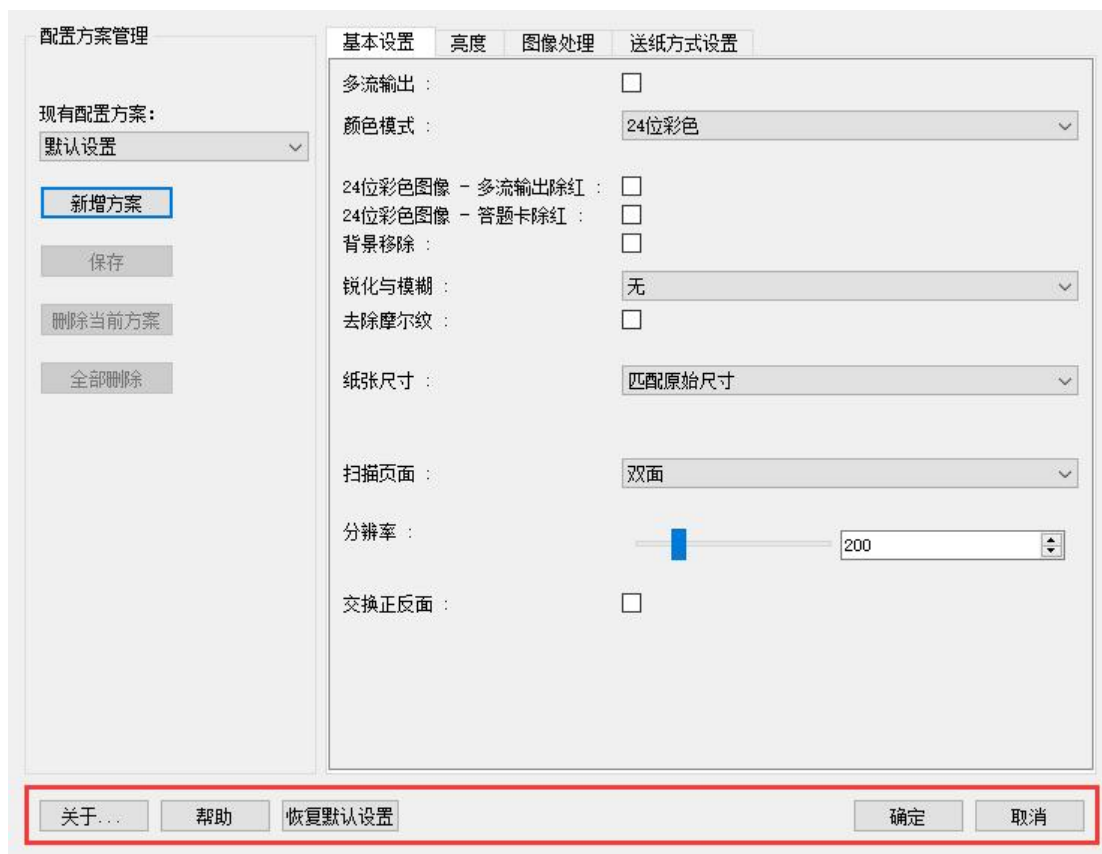 配置方案管理
现有配置方案:
默认设置
新增方案
保存
删除当前方案
全部删除
基本设置 亮度 图像处理 送纸方式设置
多流输出 :
颜色模式 : 24位彩色
24位彩色图像 - 多流输出除红 :
24位彩色图像 - 答题卡除红 :
背景移除 :
锐化与模糊 : 无
去除摩尔纹 :
纸张尺寸 : 匹配原始尺寸
扫描页面 : 双面
分辨率 : 200
交换正反面 :
关于... 帮助 恢复默认设置 确定 取消